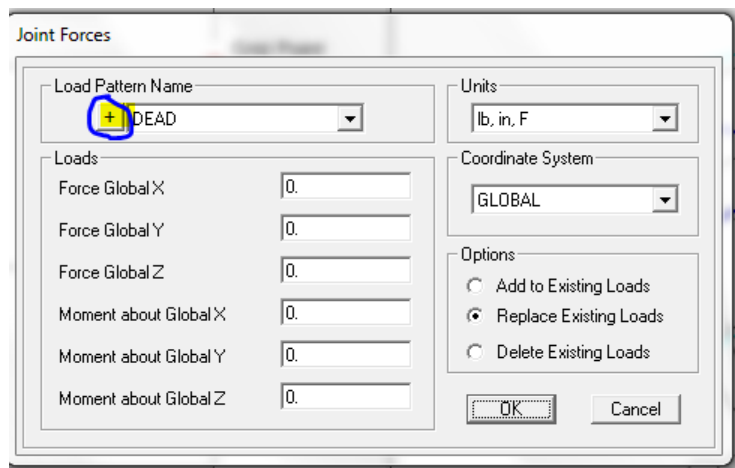 Joint Forces
Load Pattern Name
+ DEAD
Units
lb, in, F
Loads
Force Global X 0.
Force Global Y 0.
Force Global Z 0.
Moment about Global X 0.
Moment about Global Y 0.
Moment about Global Z 0.
Coordinate System
GLOBAL
Options
Add to Existing Loads
Replace Existing Loads
Delete Existing Loads
OK Cancel